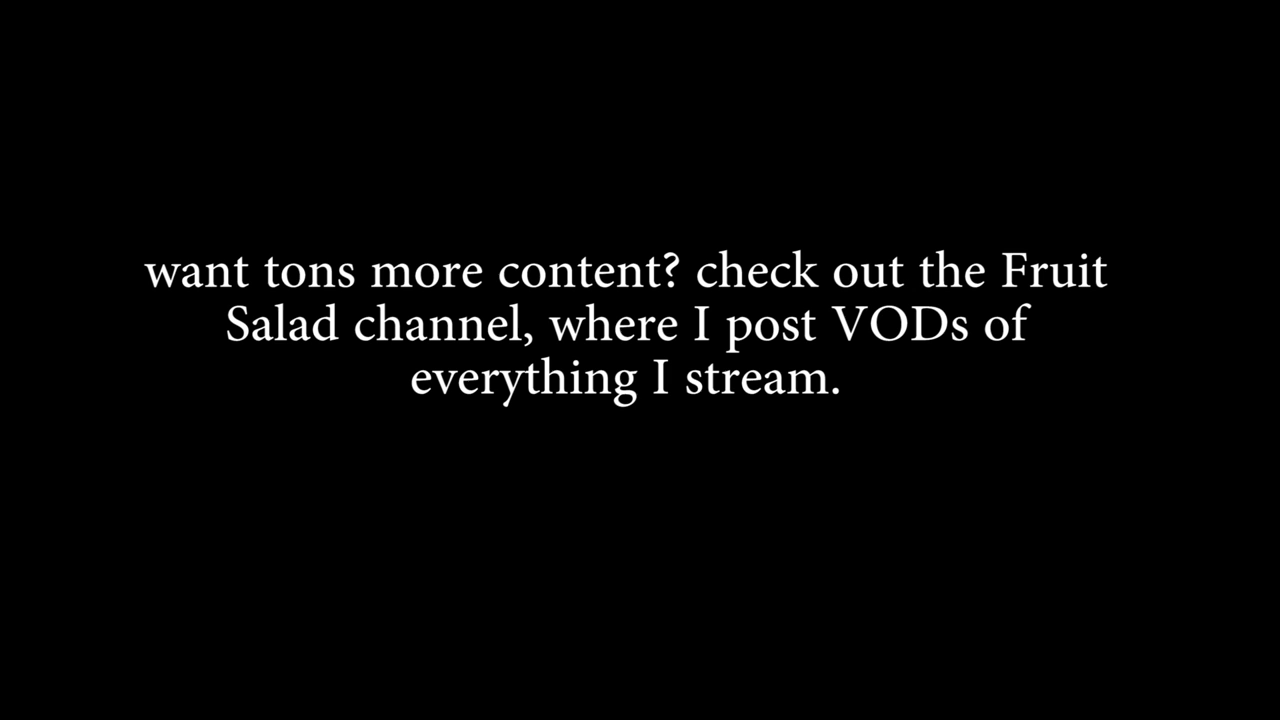 want tons more content? check out the Fruit
Salad channel, where I post VODs of
everything I stream.